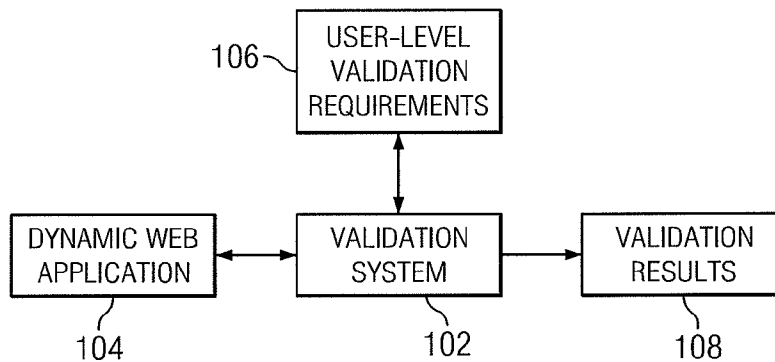 106
USER-LEVEL
VALIDATION
REQUIREMENTS
DYNAMIC WEB
APPLICATION
VALIDATION
SYSTEM
VALIDATION
RESULTS
104
102
108